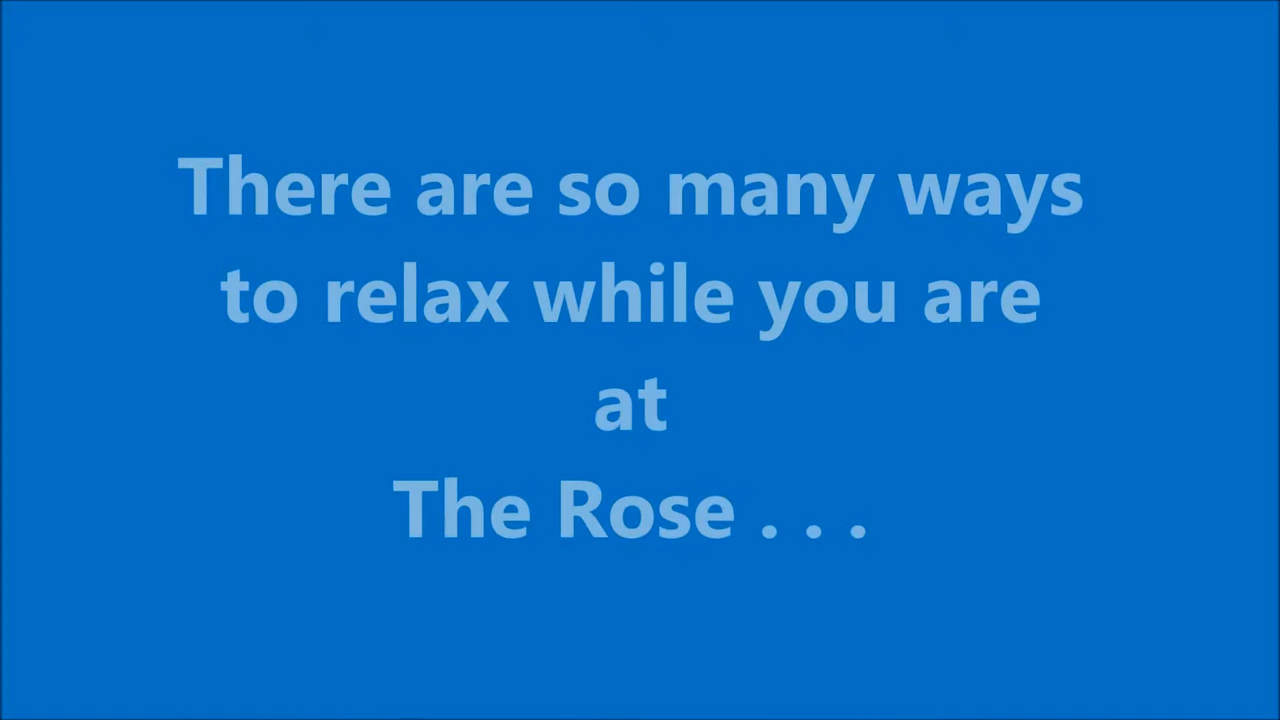 There are so many ways
to relax while you are
at
The Rose . . .